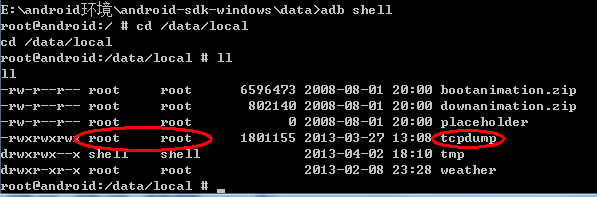 E:\android环境\android-sdk-windows\data>adb shell
root@android:/ # cd /data/local
cd /data/local
root@android:/data/local # ll
ll
-rw-r--r-- root     root      6596473 2008-08-01 20:00 bootanimation.zip
-rw-r--r-- root     root       802140 2008-08-01 20:00 downanimation.zip
-rw-r--r-- root     root            0 2008-08-01 20:00 placeholder
-rwxrwxrwx root     root      1801155 2013-03-27 13:08 tcpdump
drwxrwx--x shell    shell             2013-04-02 18:10 tmp
drwxr-xr-x root     root              2013-02-08 23:28 weather
root@android:/data/local #